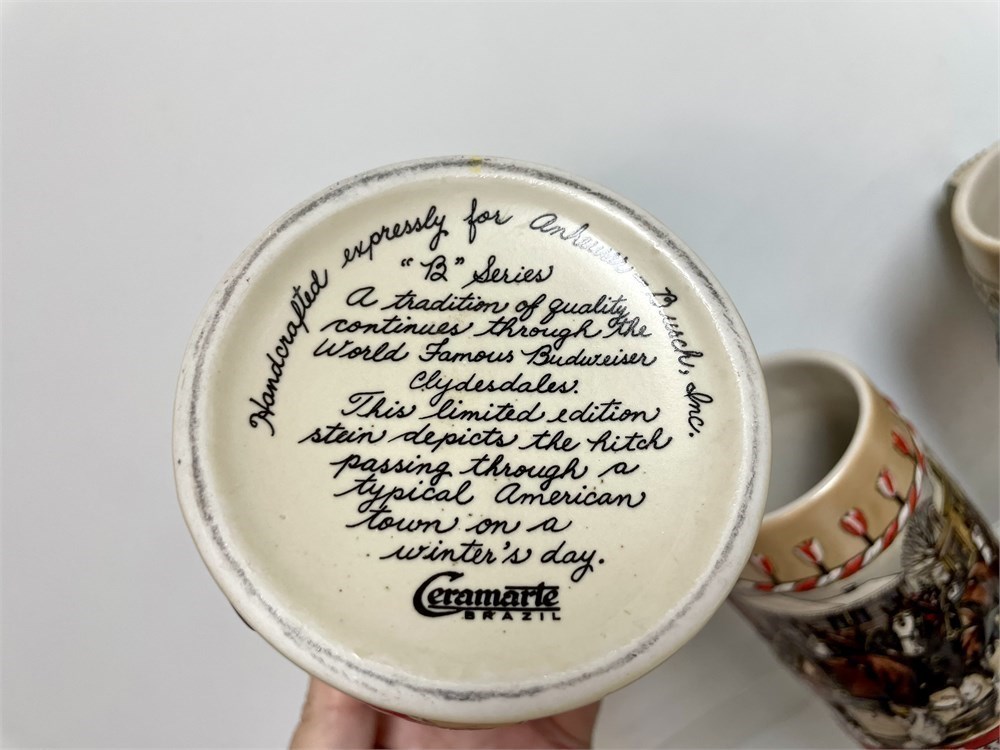 Handcrafted expressly for Anheuser-Busch, Inc.
"B" Series
A tradition of quality
continues through the
World Famous Budweiser
Clydesdales.
This limited edition
stein depicts the hitch
passing through a
typical American
town on a
winter's day.
Ceramarte
BRAZIL